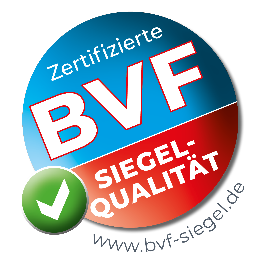 Zertifizierte
BVF
SIEGEL-
QUALITÄT
www.bvf-siegel.de